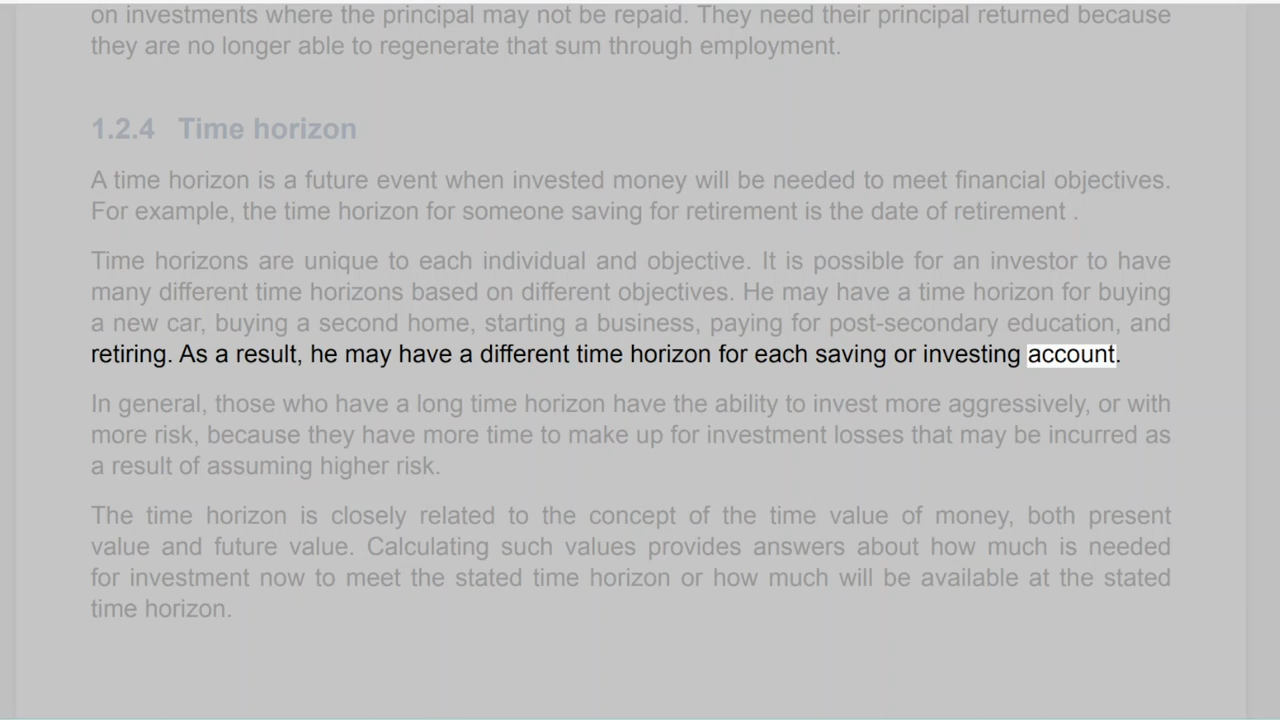 on investments where the principal may not be repaid. They need their principal returned because
they are no longer able to regenerate that sum through employment.
1.2.4 Time horizon
A time horizon is a future event when invested money will be needed to meet financial objectives.
For example, the time horizon for someone saving for retirement is the date of retirement .
Time horizons are unique to each individual and objective. It is possible for an investor to have
many different time horizons based on different objectives. He may have a time horizon for buying
a new car, buying a second home, starting a business, paying for post-secondary education, and
retiring. As a result, he may have a different time horizon for each saving or investing account.
In general, those who have a long time horizon have the ability to invest more aggressively, or with
more risk, because they have more time to make up for investment losses that may be incurred as
a result of assuming higher risk.
The time horizon is closely related to the concept of the time value of money, both present
value and future value. Calculating such values provides answers about how much is needed
for investment now to meet the stated time horizon or how much will be available at the stated
time horizon.